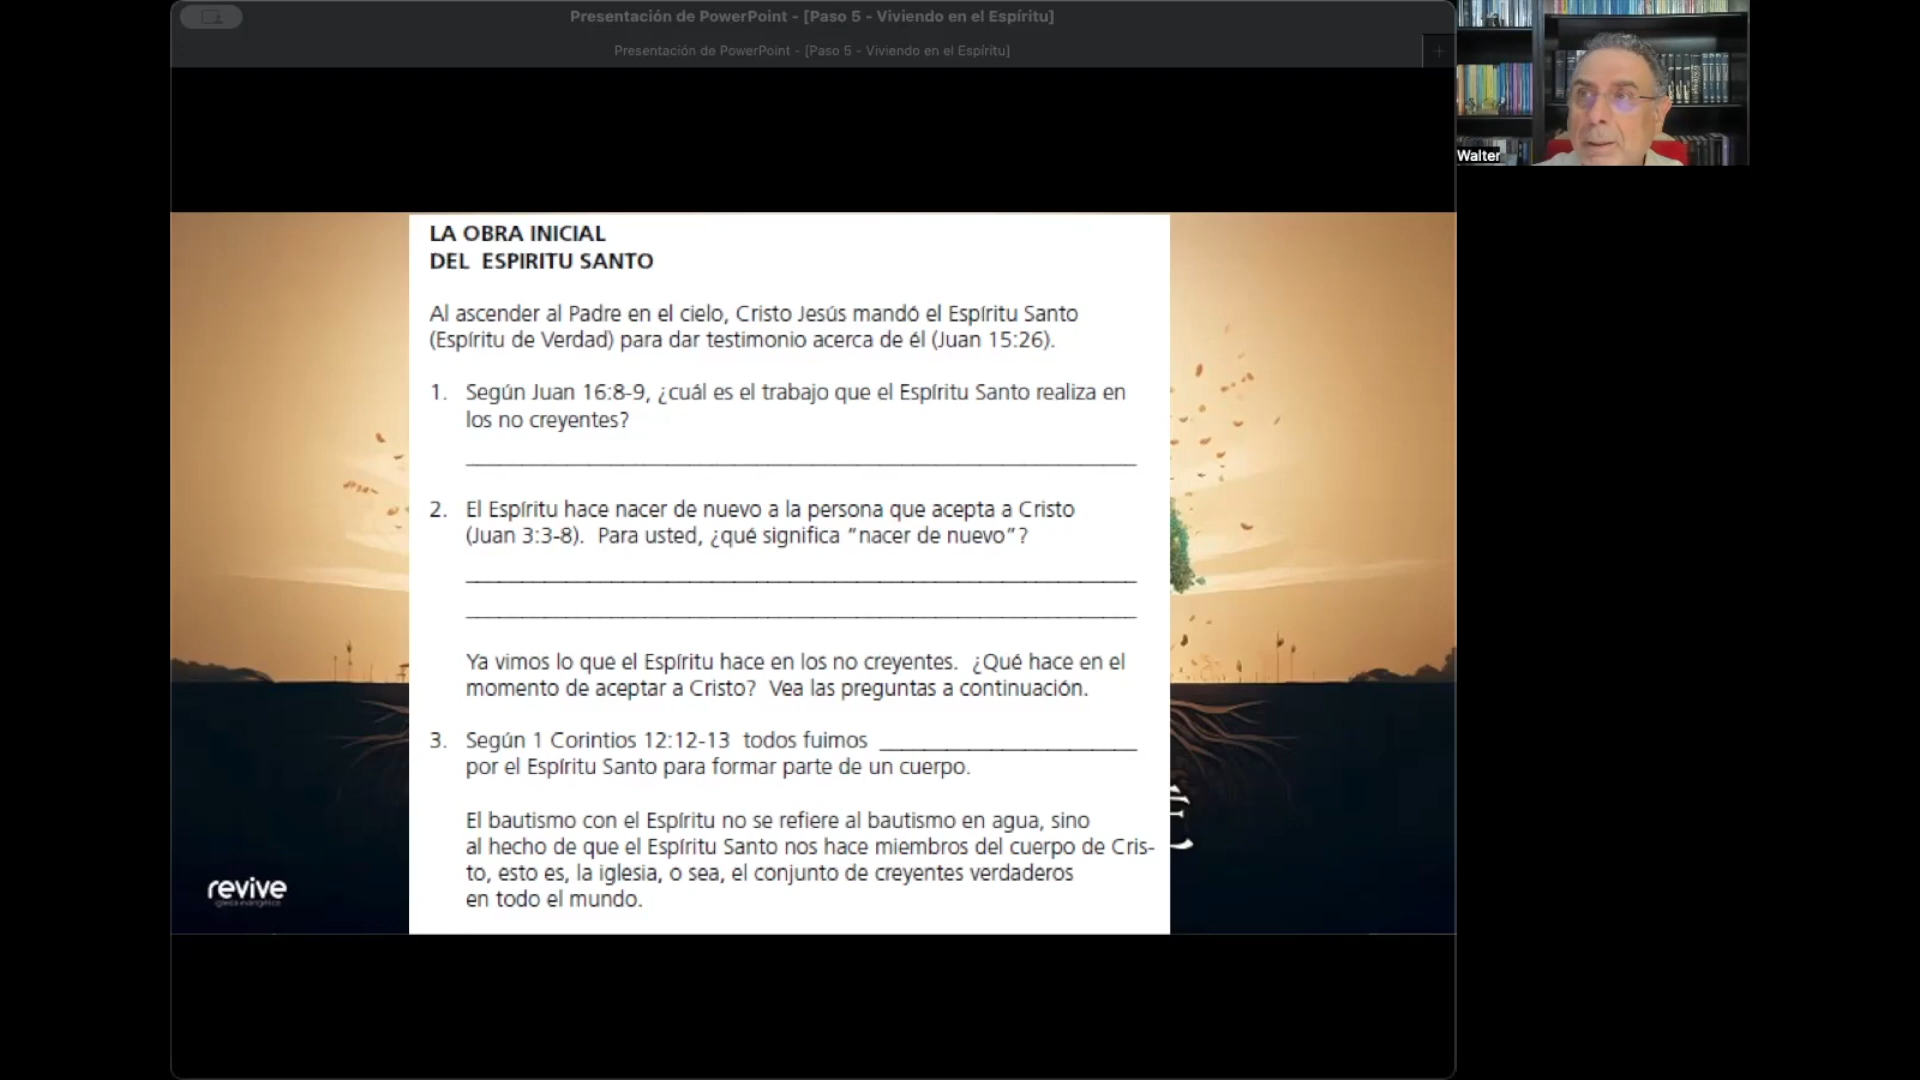 Presentación de PowerPoint - [Paso 5 - Viviendo en el Espíritu]
Presentación de PowerPoint - [Paso 5 - Viviendo en el Espíritu]
Walter
LA OBRA INICIAL
DEL ESPIRITU SANTO
Al ascender al Padre en el cielo, Cristo Jesús mandó el Espíritu Santo
(Espíritu de Verdad) para dar testimonio acerca de él (Juan 15:26).
1. Según Juan 16:8-9, ¿cuál es el trabajo que el Espíritu Santo realiza en
los no creyentes?
2. El Espíritu hace nacer de nuevo a la persona que acepta a Cristo
(Juan 3:3-8). Para usted, ¿qué significa "nacer de nuevo"?
Ya vimos lo que el Espíritu hace en los no creyentes. ¿Qué hace en el
momento de aceptar a Cristo? Vea las preguntas a continuación.
3. Según 1 Corintios 12:12-13 todos fuimos ____________________
por el Espíritu Santo para formar parte de un cuerpo.
El bautismo con el Espíritu no se refiere al bautismo en agua, sino
al hecho de que el Espíritu Santo nos hace miembros del cuerpo de Cris-
to, esto es, la iglesia, o sea, el conjunto de creyentes verdaderos
en todo el mundo.
revive
iglesia evangélica